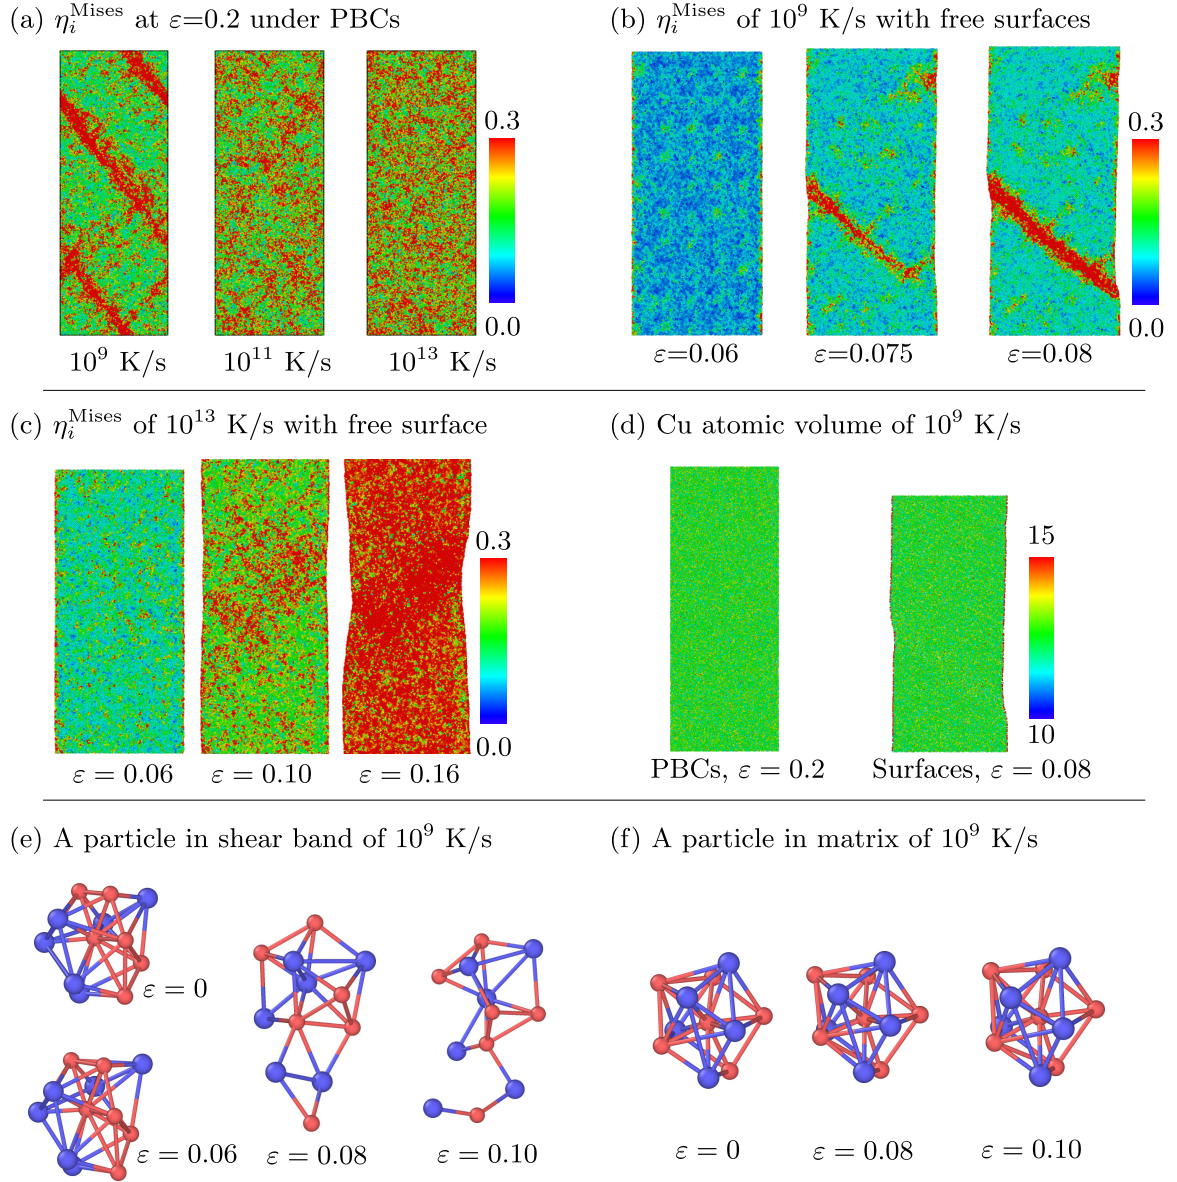 (a) η_i^Mises at ε=0.2 under PBCs
0.3
0.0
10^9 K/s
10^11 K/s
10^13 K/s
(b) η_i^Mises of 10^9 K/s with free surfaces
0.3
0.0
ε=0.06
ε=0.075
ε=0.08
(c) η_i^Mises of 10^13 K/s with free surface
0.3
0.0
ε = 0.06
ε = 0.10
ε = 0.16
(d) Cu atomic volume of 10^9 K/s
15
10
PBCs, ε = 0.2
Surfaces, ε = 0.08
(e) A particle in shear band of 10^9 K/s
ε = 0
ε = 0.06
ε = 0.08
ε = 0.10
(f) A particle in matrix of 10^9 K/s
ε = 0
ε = 0.08
ε = 0.10